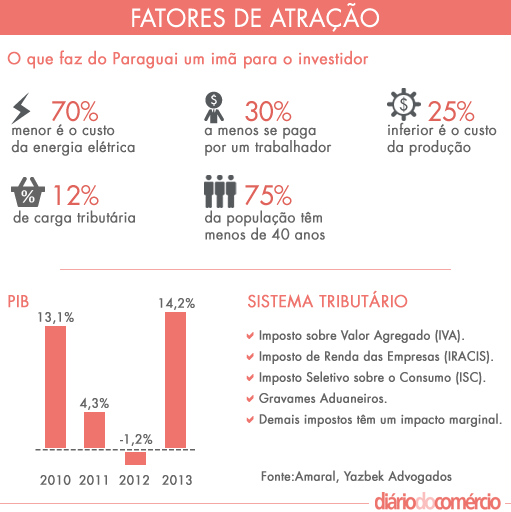 FATORES DE ATRAÇÃO
O que faz do Paraguai um imã para o investidor
70%
menor é o custo
da energia elétrica
30%
a menos se paga
por um trabalhador
$
25%
inferior é o custo
da produção
%
12%
de carga tributária
75%
da população têm
menos de 40 anos
PIB
13,1%
4,3%
-1,2%
14,2%
2010 2011 2012 2013
SISTEMA TRIBUTÁRIO
Imposto sobre Valor Agregado (IVA).
Imposto de Renda das Empresas (IRACIS).
Imposto Seletivo sobre o Consumo (ISC).
Gravames Aduaneiros.
Demais impostos têm um impacto marginal.
Fonte:Amaral, Yazbek Advogados
diáriodocomércio